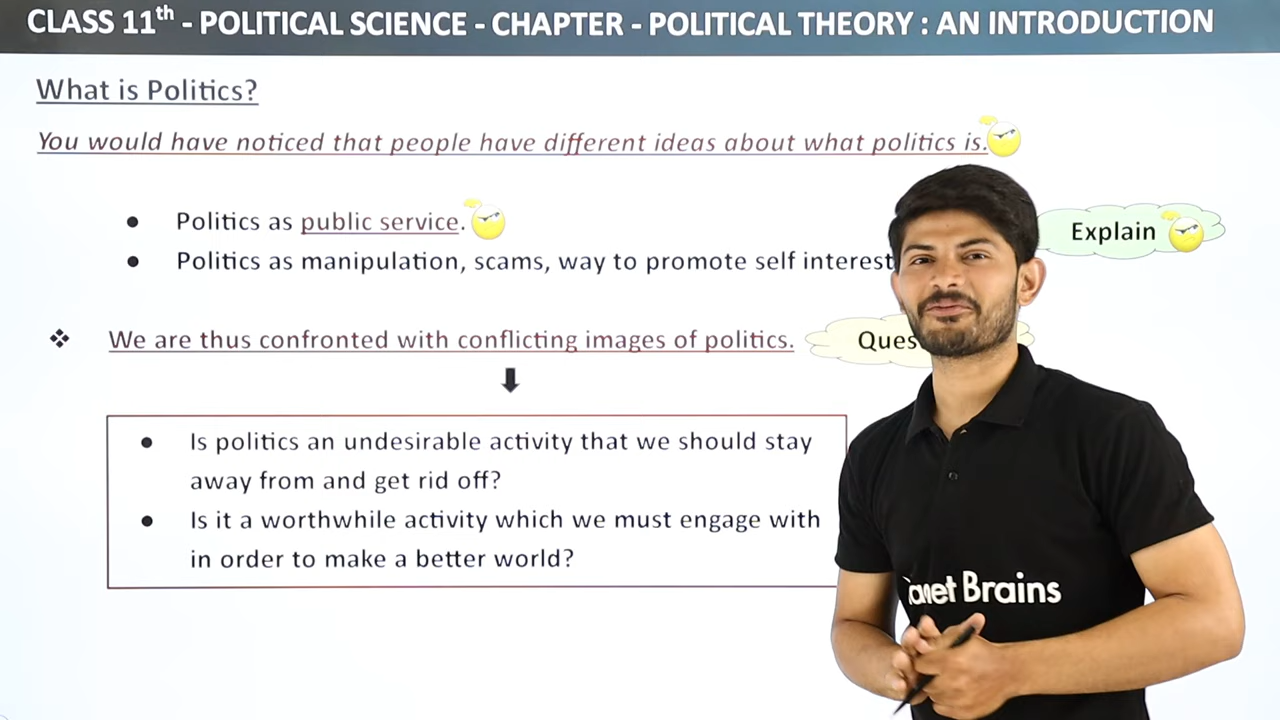 CLASS 11th - POLITICAL SCIENCE - CHAPTER - POLITICAL THEORY : AN INTRODUCTION
What is Politics?
You would have noticed that people have different ideas about what politics is.
• Politics as public service.
Explain
• Politics as manipulation, scams, way to promote self interest
❖ We are thus confronted with conflicting images of politics.
Ques
• Is politics an undesirable activity that we should stay
away from and get rid off?
• Is it a worthwhile activity which we must engage with
in order to make a better world?
anet Brains